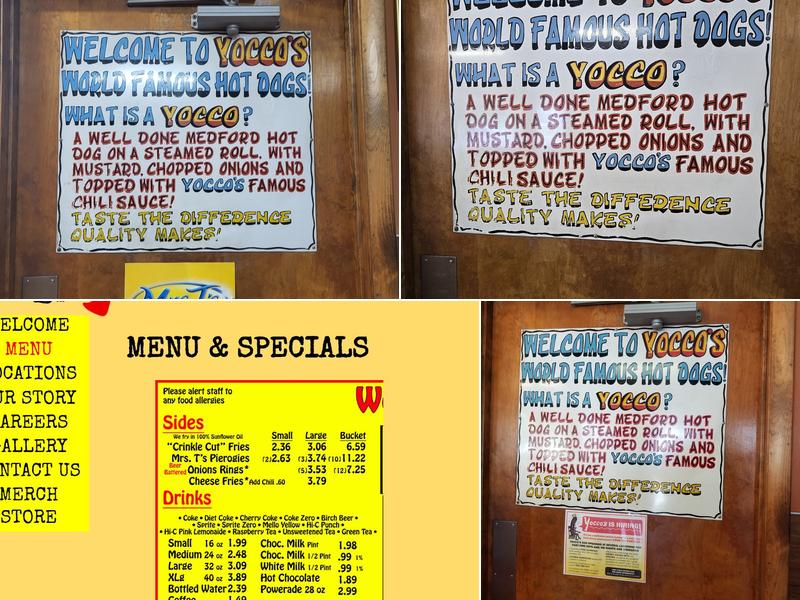 WELCOME TO YOCCO'S
WORLD FAMOUS HOT DOGS!
WHAT IS A YOCCO?
A WELL DONE MEDFORD HOT
DOG ON A STEAMED ROLL, WITH
MUSTARD, CHOPPED ONIONS AND
TOPPED WITH YOCCO'S FAMOUS
CHILI SAUCE!
TASTE THE DIFFERENCE
QUALITY MAKES!
WORLD FAMOUS HOT DOGS!
WHAT IS A YOCCO?
A WELL DONE MEDFORD HOT
DOG ON A STEAMED ROLL, WITH
MUSTARD, CHOPPED ONIONS AND
TOPPED WITH YOCCO'S FAMOUS
CHILI SAUCE!
TASTE THE DIFFERENCE
QUALITY MAKES!
ELCOME
MENU
OCATIONS
UR STORY
AREERS
ALLERY
NTACT US
MERCH
STORE
MENU & SPECIALS
Please alert staff to
any food allergies
W
Sides
We fry in 100% Sunflower Oil Small Large Bucket
"Crinkle Cut" Fries 2.36 3.06 6.59
Mrs. T's Pierogies (2)2.63 (3)3.74 (10)11.22
Beer Battered Onions Rings* (5)3.53 (12)7.25
Cheese Fries* Add Chili .60 3.79
Drinks
• Coke • Diet Coke • Cherry Coke • Coke Zero • Birch Beer •
• Sprite • Sprite Zero • Mello Yellow • Hi-C Punch •
• Hi-C Pink Lemonade • Raspberry Tea • Unsweetened Tea • Green Tea •
Small 16 oz 1.99 Choc. Milk Pint 1.98
Medium 24 oz 2.48 Choc. Milk 1/2 Pint .99 1%
Large 32 oz 3.09 White Milk 1/2 Pint .99 1%
XLg 40 oz 3.89 Hot Chocolate 1.89
Bottled Water 2.39 Powerade 28 oz 2.99
Coffee 1.49
WELCOME TO YOCCO'S
WORLD FAMOUS HOT DOGS!
WHAT IS A YOCCO?
A WELL DONE MEDFORD HOT
DOG ON A STEAMED ROLL, WITH
MUSTARD, CHOPPED ONIONS AND
TOPPED WITH YOCCO'S FAMOUS
CHILI SAUCE!
TASTE THE DIFFERENCE
QUALITY MAKES!
Yocco's IS HIRING!